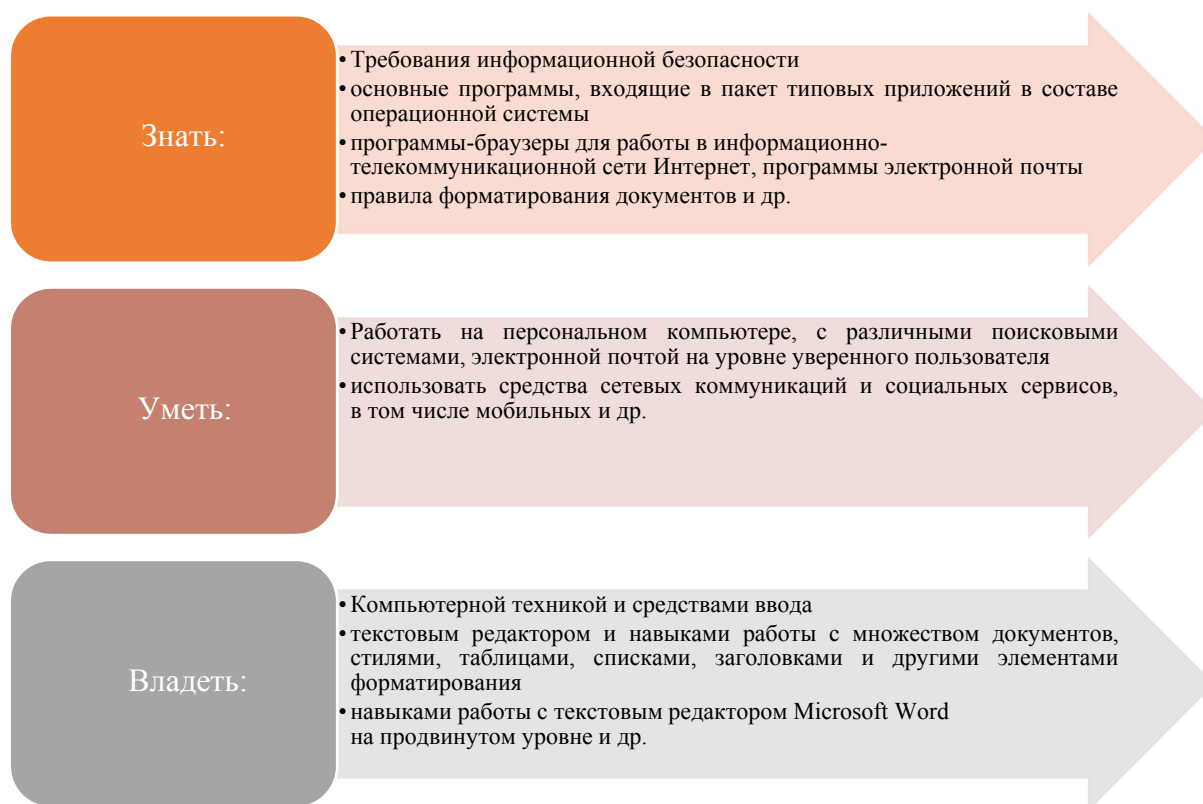 Знать:
•Требования информационной безопасности
•основные программы, входящие в пакет типовых приложений в составе
операционной системы
•программы-браузеры для работы в информационно-
телекоммуникационной сети Интернет, программы электронной почты
•правила форматирования документов и др.
Уметь:
•Работать на персональном компьютере, с различными поисковыми
системами, электронной почтой на уровне уверенного пользователя
•использовать средства сетевых коммуникаций и социальных сервисов,
в том числе мобильных и др.
Владеть:
•Компьютерной техникой и средствами ввода
•текстовым редактором и навыками работы с множеством документов,
стилями, таблицами, списками, заголовками и другими элементами
форматирования
•навыками работы с текстовым редактором Microsoft Word
на продвинутом уровне и др.